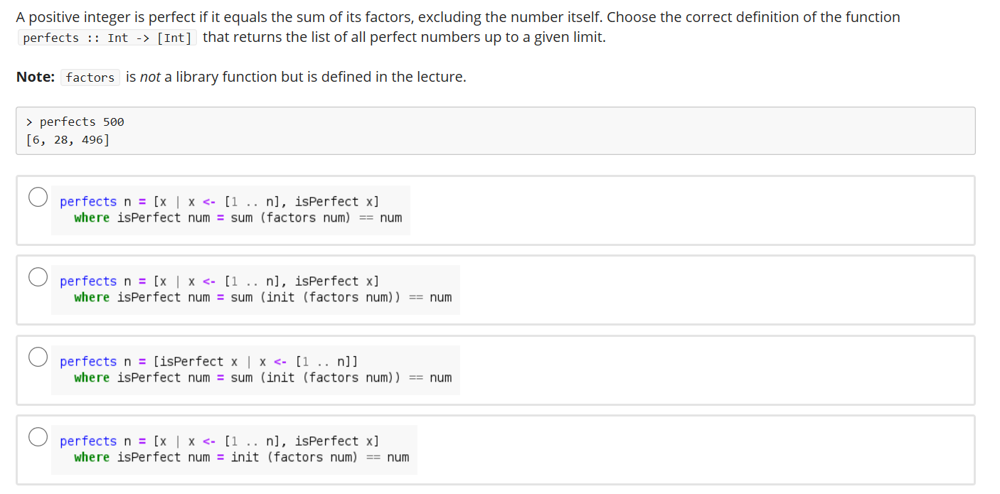 A positive integer is perfect if it equals the sum of its factors, excluding the number itself. Choose the correct definition of the function
perfects :: Int -> [Int] that returns the list of all perfect numbers up to a given limit.
Note: factors is not a library function but is defined in the lecture.
> perfects 500
[6, 28, 496]
perfects n = [x | x <- [1 .. n], isPerfect x]
where isPerfect num = sum (factors num) == num
perfects n = [x | x <- [1 .. n], isPerfect x]
where isPerfect num = sum (init (factors num)) == num
perfects n = [isPerfect x | x <- [1 .. n]]
where isPerfect num = sum (init (factors num)) == num
perfects n = [x | x <- [1 .. n], isPerfect x]
where isPerfect num = init (factors num) == num